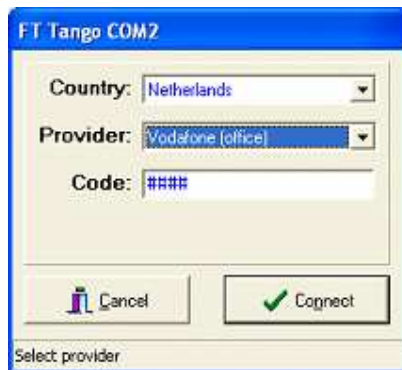 FT Tango COM2
Country: Netherlands
Provider: Vodafone (office)
Code: ####
Cancel Connect
Select provider